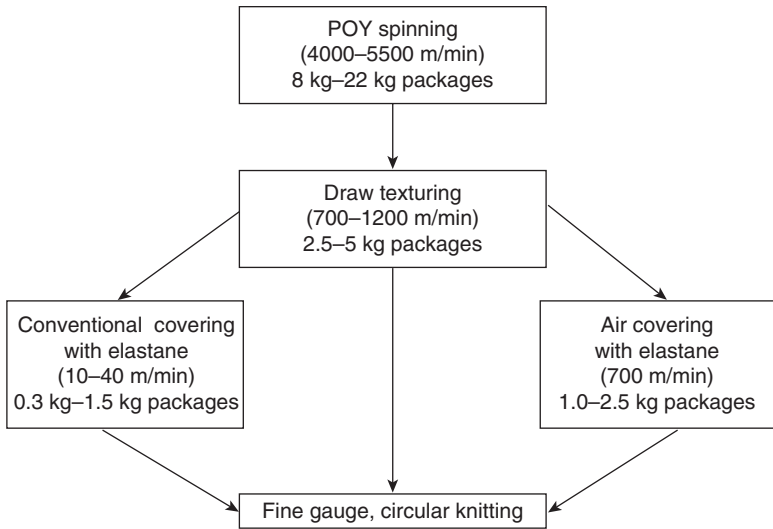 POY spinning
(4000–5500 m/min)
8 kg–22 kg packages
Draw texturing
(700–1200 m/min)
2.5–5 kg packages
Conventional covering
with elastane
(10–40 m/min)
0.3 kg–1.5 kg packages
Air covering
with elastane
(700 m/min)
1.0–2.5 kg packages
Fine gauge, circular knitting